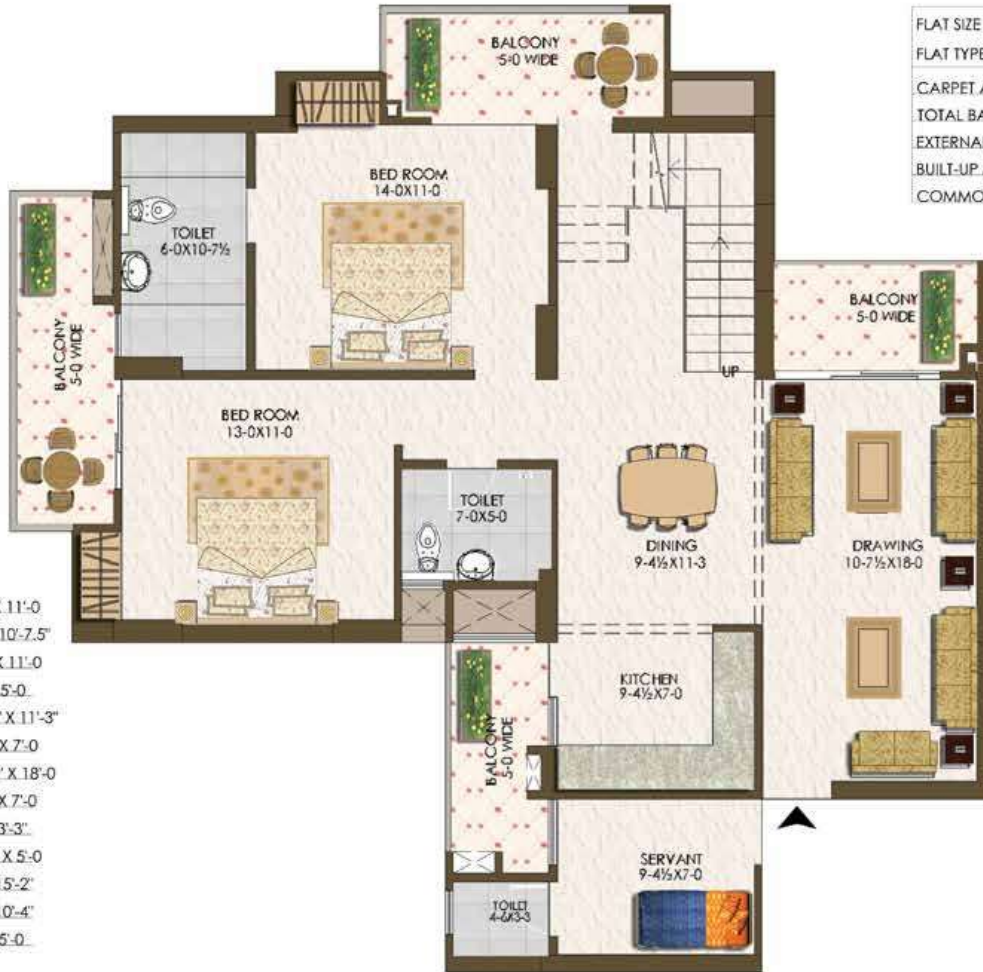 FLAT SIZE
FLAT TYPE
CARPET
TOTAL
BUILT-UP
BALCONY
5-0 WIDE
BED ROOM
14-0X11-0
TOILET
6-0X10-7½
BALCONY
5-0 WIDE
BALCONY
5-0 WIDE
UP
BED ROOM
13-0X11-0
TOILET
7-0X5-0
DINING
9-4½X11-3
DRAWING
10-7½X18-0
KITCHEN
9-4½X7-0
BALCONY
5-0 WIDE
SERVANT
9-4½X7-0
TOILET
4-6X3-3
X 11'-0
10'-7.5"
X 11'-0
5'-0
X 11'-3"
X 7'-0
X 18'-0
X 7'-0
3'-3"
X 5'-0
5'-2"
0'-4"
5'-0